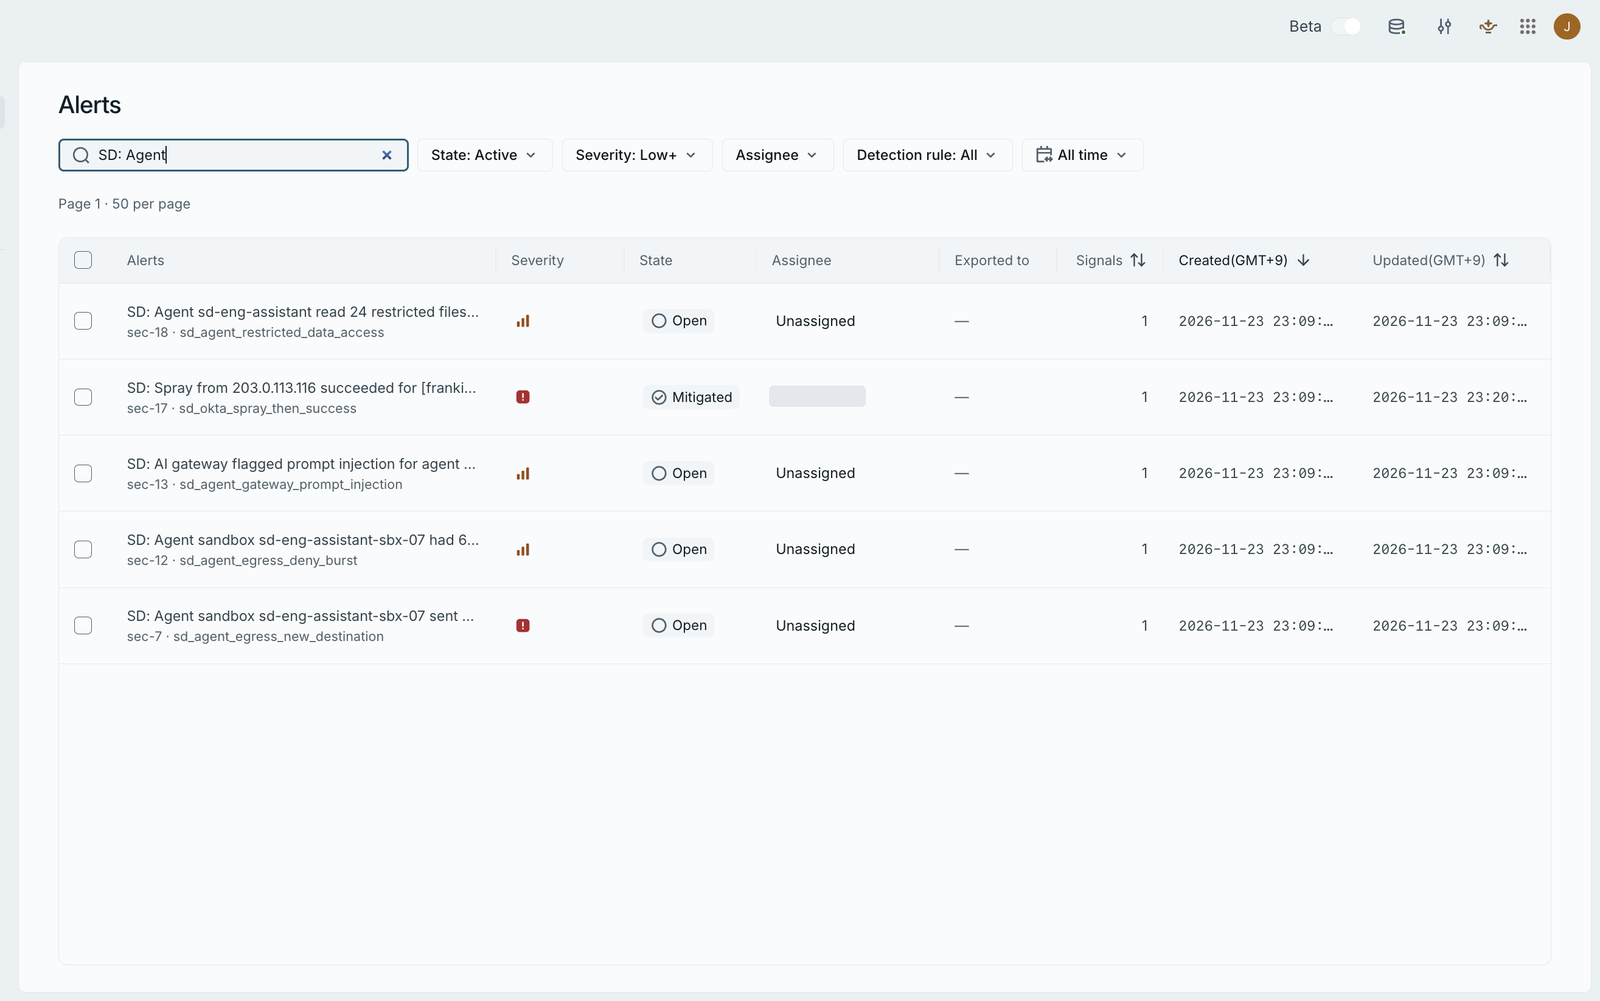 Beta
J
Alerts
SD: Agent
State: Active
Severity: Low+
Assignee
Detection rule: All
All time
Page 1 · 50 per page
Alerts Severity State Assignee Exported to Signals Created(GMT+9) Updated(GMT+9)
SD: Agent sd-eng-assistant read 24 restricted files...
sec-18 · sd_agent_restricted_data_access
Open Unassigned — 1 2026-11-23 23:09:... 2026-11-23 23:09:...
SD: Spray from 203.0.113.116 succeeded for [franki...
sec-17 · sd_okta_spray_then_success
Mitigated — 1 2026-11-23 23:09:... 2026-11-23 23:20:...
SD: AI gateway flagged prompt injection for agent ...
sec-13 · sd_agent_gateway_prompt_injection
Open Unassigned — 1 2026-11-23 23:09:... 2026-11-23 23:09:...
SD: Agent sandbox sd-eng-assistant-sbx-07 had 6...
sec-12 · sd_agent_egress_deny_burst
Open Unassigned — 1 2026-11-23 23:09:... 2026-11-23 23:09:...
SD: Agent sandbox sd-eng-assistant-sbx-07 sent ...
sec-7 · sd_agent_egress_new_destination
Open Unassigned — 1 2026-11-23 23:09:... 2026-11-23 23:09:...